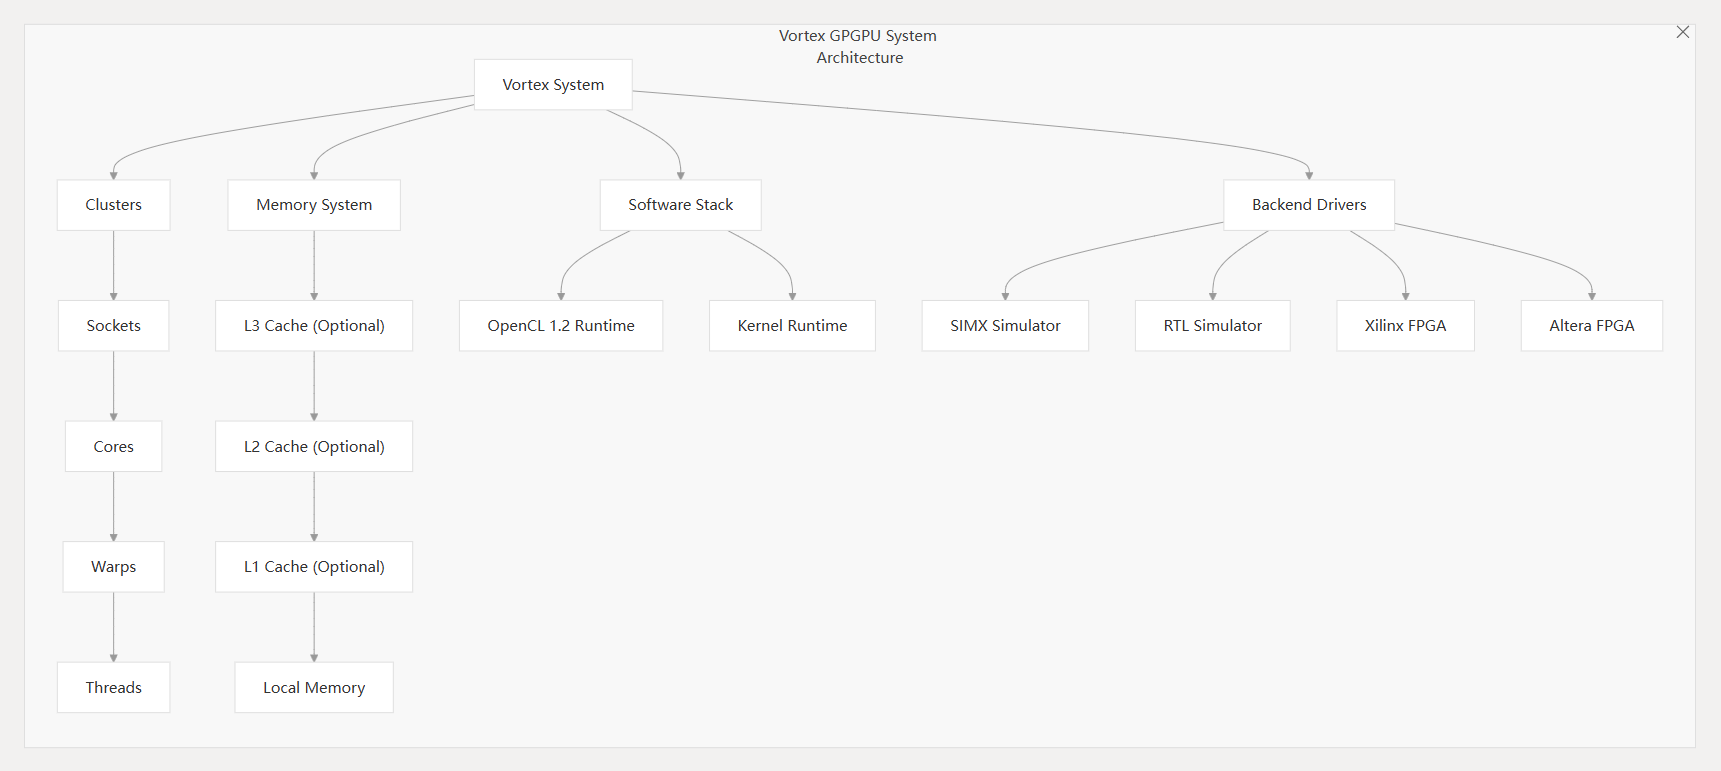 Vortex GPGPU System
Architecture
Vortex System
Clusters
Memory System
Software Stack
Backend Drivers
Sockets
L3 Cache (Optional)
OpenCL 1.2 Runtime
Kernel Runtime
SIMX Simulator
RTL Simulator
Xilinx FPGA
Altera FPGA
Cores
L2 Cache (Optional)
Warps
L1 Cache (Optional)
Threads
Local Memory